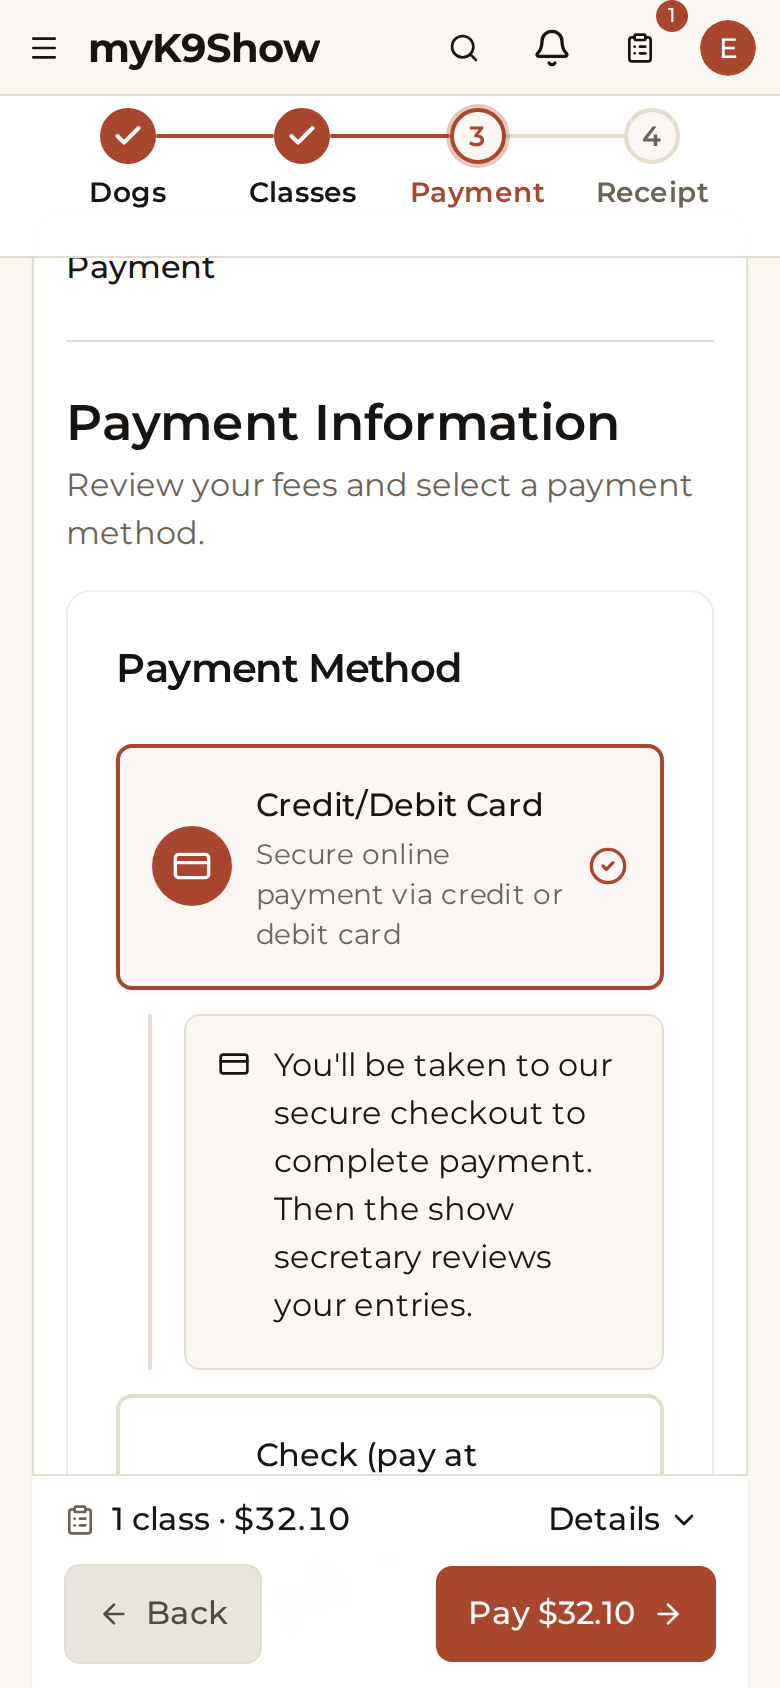 myK9Show
1
E
3
4
Dogs
Classes
Payment
Receipt
Payment
Payment Information
Review your fees and select a payment
method.
Payment Method
Credit/Debit Card
Secure online
payment via credit or
debit card
You'll be taken to our
secure checkout to
complete payment.
Then the show
secretary reviews
your entries.
Check (pay at
1 class · $32.10
Details
Back
Pay $32.10